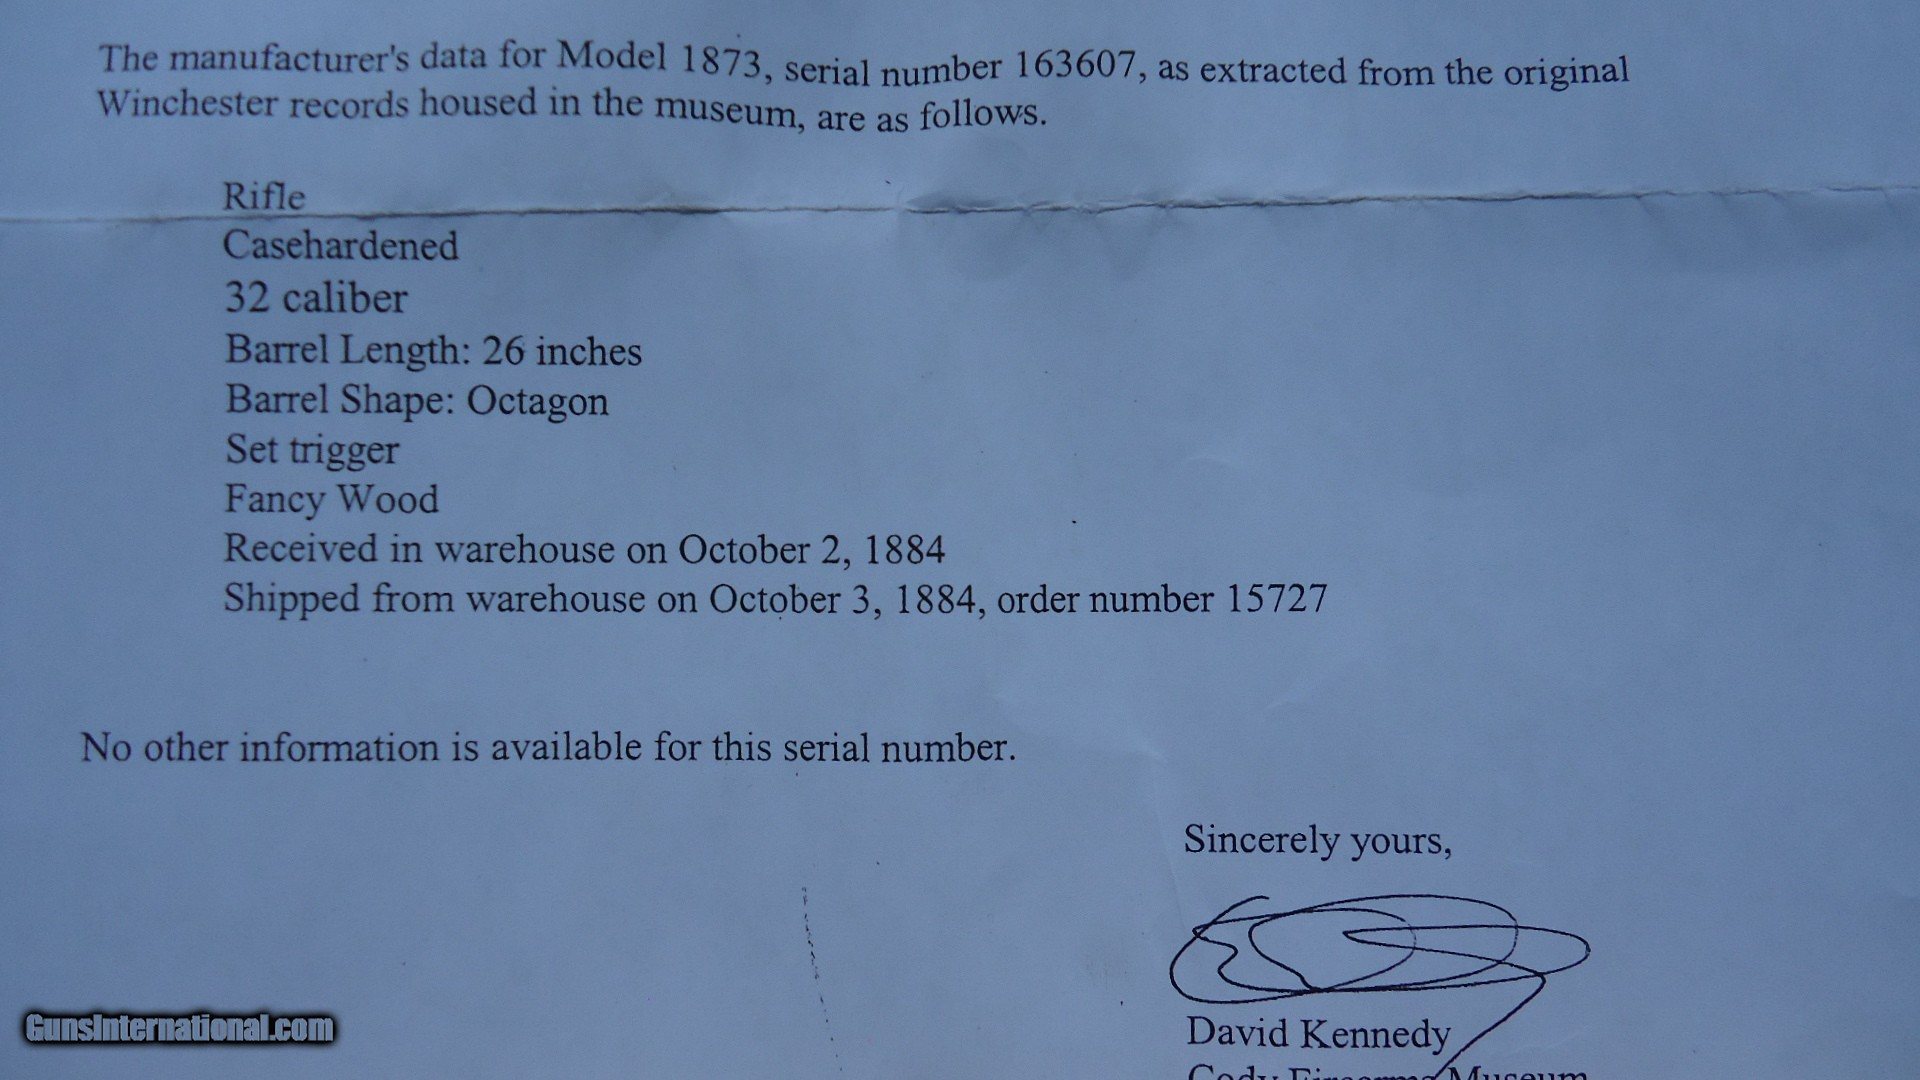 The manufacturer's data for Model 1873, serial number 163607, as extracted from the original
Winchester records housed in the museum, are as follows.
Rifle
Casehardened
32 caliber
Barrel Length: 26 inches
Barrel Shape: Octagon
Set trigger
Fancy Wood
Received in warehouse on October 2, 1884
Shipped from warehouse on October 3, 1884, order number 15727
No other information is available for this serial number.
Sincerely yours,
David Kennedy
Cody Firearms Museum
GunsInternational.com